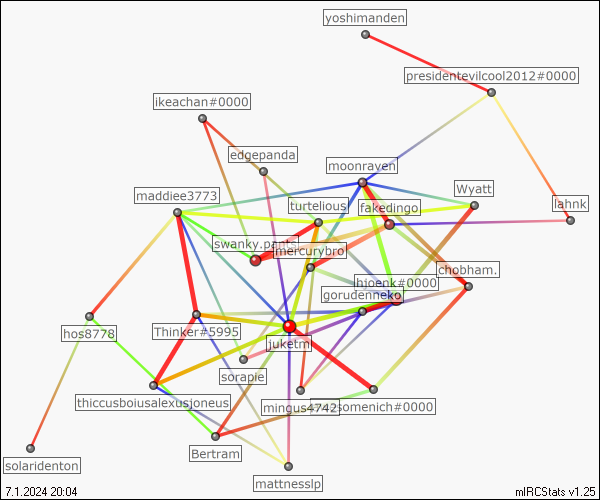 yoshimanden
presidentevilcool2012#0000
ikeachan#0000
edgepanda
moonraven
maddiee3773
Wyatt
lahnk
turtelious
fakedingo
swanky.pants
mercurybro
chobham.
hjoenk#0000
gorudenneko
hos8778
Thinker#5995
juketm
sorapie
thiccusboiusalexusjoneus
mingus4742
somenich#0000
Bertram
solaridenton
mattnesslp
7.1.2024 20:04
mIRCStats v1.25